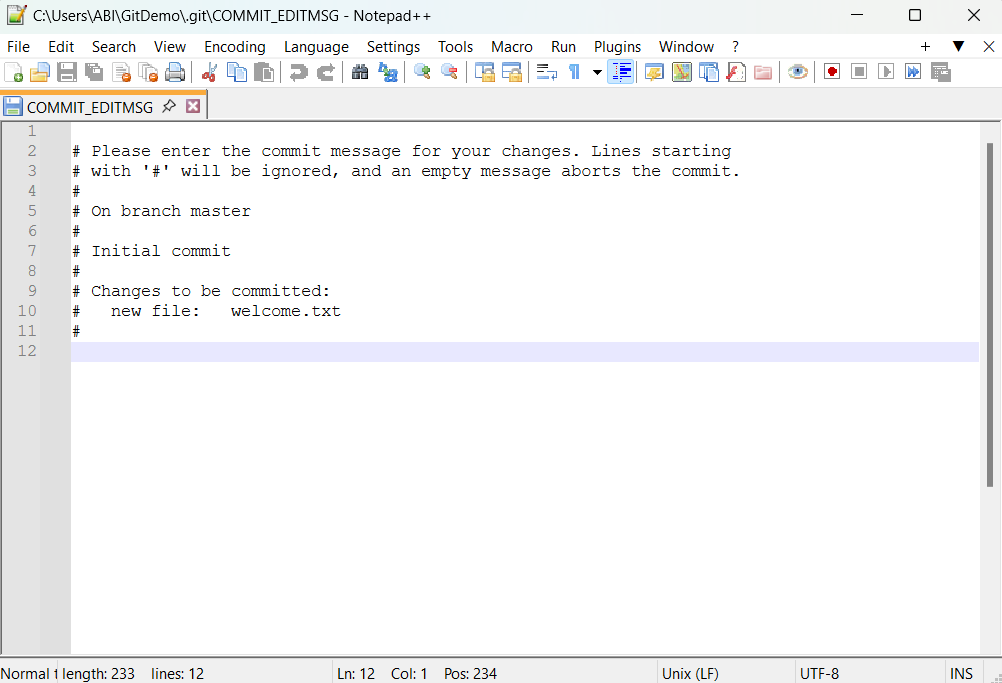 C:\Users\ABI\GitDemo\.git\COMMIT_EDITMSG - Notepad++
File Edit Search View Encoding Language Settings Tools Macro Run Plugins Window ?
COMMIT_EDITMSG
1
2 # Please enter the commit message for your changes. Lines starting
3 # with '#' will be ignored, and an empty message aborts the commit.
4 #
5 # On branch master
6 #
7 # Initial commit
8 #
9 # Changes to be committed:
10 #   new file:   welcome.txt
11 #
12
Normal t length: 233 lines: 12 Ln: 12 Col: 1 Pos: 234 Unix (LF) UTF-8 INS